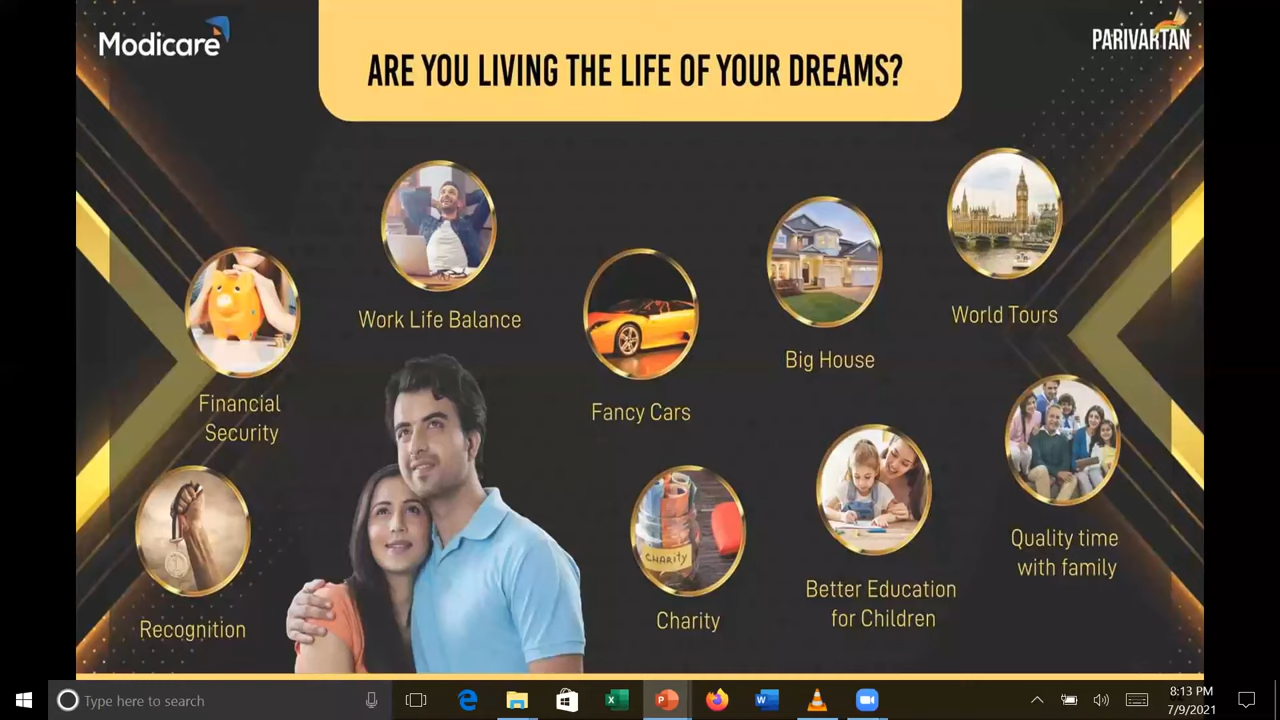 Modicare
PARIVARTAN
ARE YOU LIVING THE LIFE OF YOUR DREAMS?
Work Life Balance
World Tours
Big House
Financial
Security
Fancy Cars
CHARITY
Quality time
with family
Better Education
for Children
Recognition
Charity
Type here to search
8:13 PM
7/9/2021